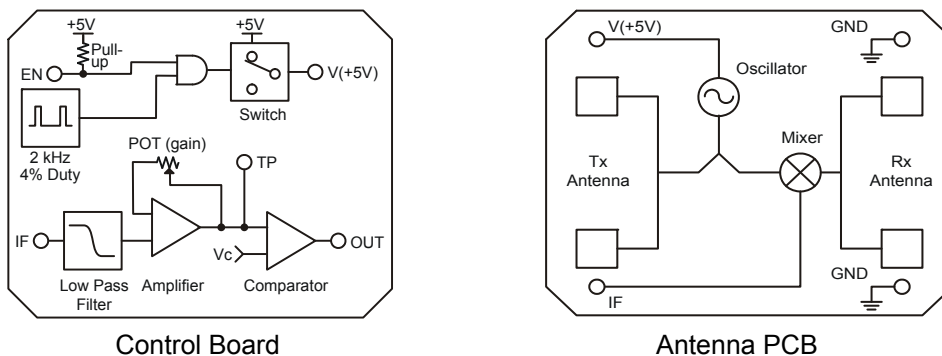 +5V
Pull-
up
EN
+5V
V(+5V)
Switch
2 kHz
4% Duty
POT (gain)
TP
IF
Vc
OUT
Low Pass
Filter
Amplifier
Comparator
Control Board
V(+5V)
GND
Oscillator
Mixer
Tx
Antenna
Rx
Antenna
GND
IF
Antenna PCB